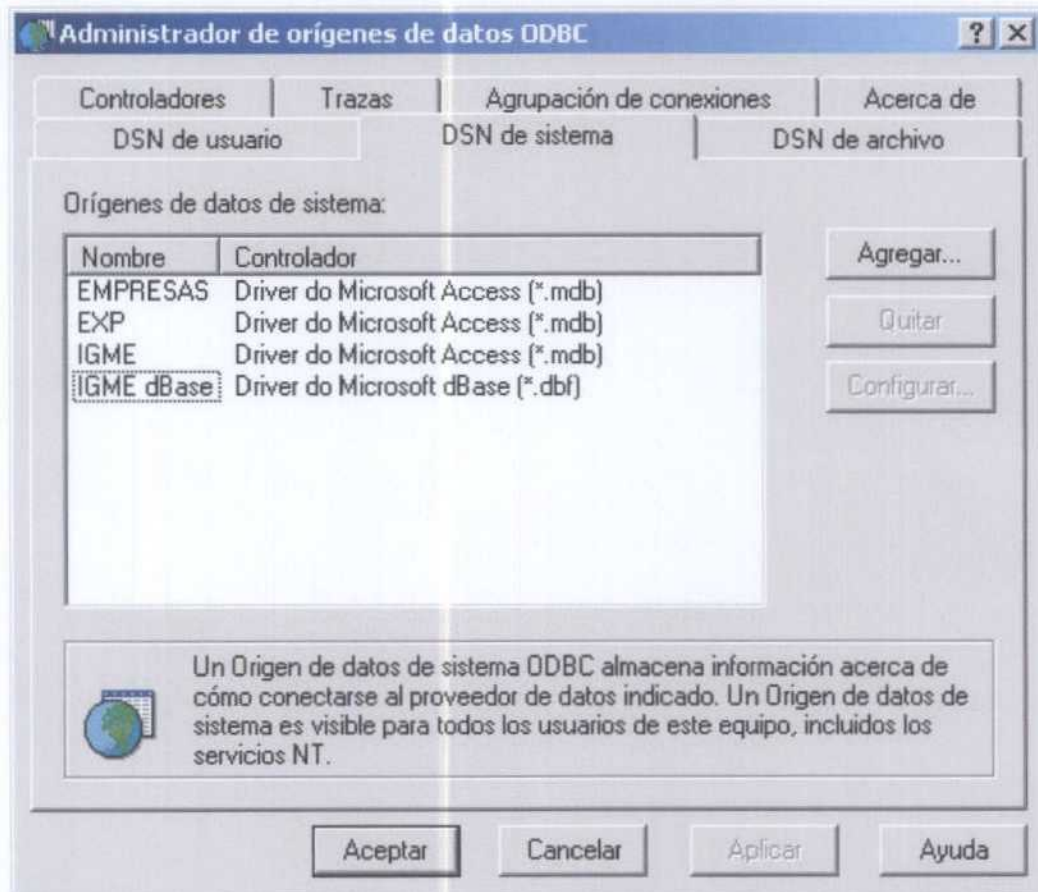 Administrador de orígenes de datos ODBC
Controladores Trazas Agrupación de conexiones Acerca de
DSN de usuario DSN de sistema DSN de archivo
Orígenes de datos de sistema:
Nombre Controlador
EMPRESAS Driver do Microsoft Access (*.mdb)
EXP Driver do Microsoft Access (*.mdb)
IGME Driver do Microsoft Access (*.mdb)
IGME dBase Driver do Microsoft dBase (*.dbf)
Agregar...
Quitar
Configurar...
Un Origen de datos de sistema ODBC almacena información acerca de
cómo conectarse al proveedor de datos indicado. Un Origen de datos de
sistema es visible para todos los usuarios de este equipo, incluidos los
servicios NT.
Aceptar Cancelar Aplicar Ayuda